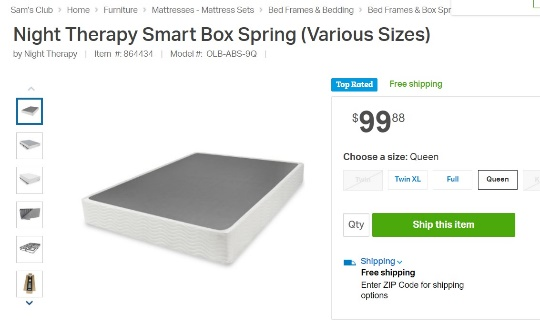 Sam's Club > Home > Furniture > Mattresses - Mattress Sets > Bed Frames & Bedding > Bed Frames & Box Spr
Night Therapy Smart Box Spring (Various Sizes)
by Night Therapy | Item #: 864434 | Model #: OLB-ABS-9Q |
Top Rated Free shipping
$99 88
Choose a size: Queen
Twin XL Full Queen
Qty Ship this item
Shipping
Free shipping
Enter ZIP Code for shipping
options